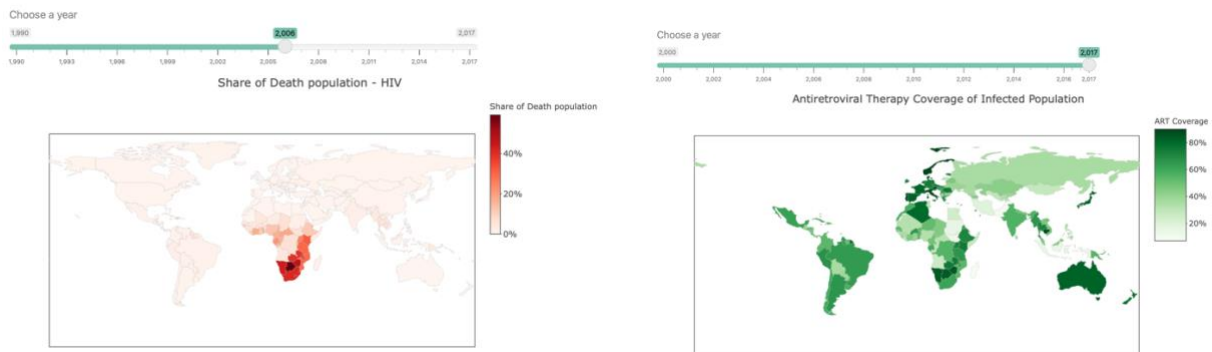 Choose a year
1,990 2,006 2,017
1,990 1,993 1,996 1,999 2,002 2,005 2,008 2,011 2,014 2,017
Share of Death population - HIV
Share of Death population
40%
20%
0%
Choose a year
2,000 2,017
2,000 2,002 2,004 2,006 2,008 2,010 2,012 2,014 2,016 2,017
Antiretroviral Therapy Coverage of Infected Population
ART Coverage
80%
60%
40%
20%